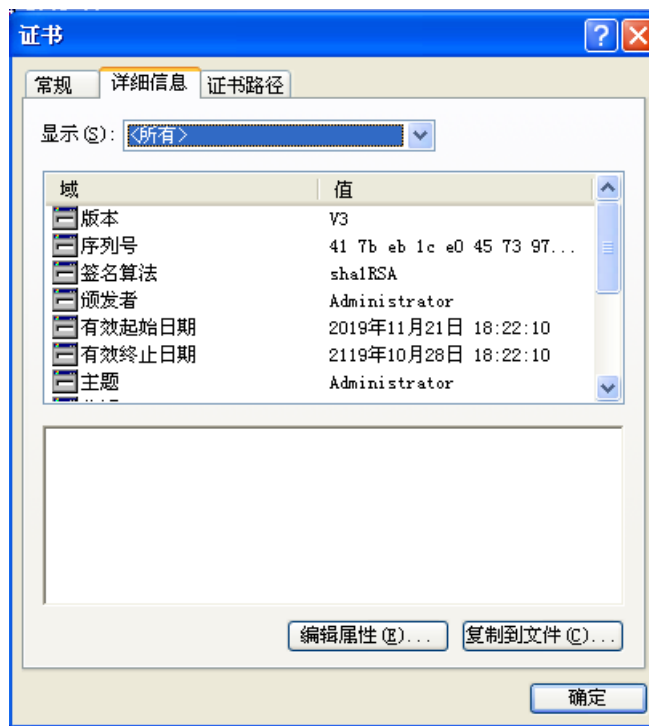 证书
常规 详细信息 证书路径
显示(S): <所有>
域 值
版本 V3
序列号 41 7b eb 1c e0 45 73 97...
签名算法 sha1RSA
颁发者 Administrator
有效起始日期 2019年11月21日 18:22:10
有效终止日期 2119年10月28日 18:22:10
主题 Administrator
编辑属性(E)... 复制到文件(C)...
确定